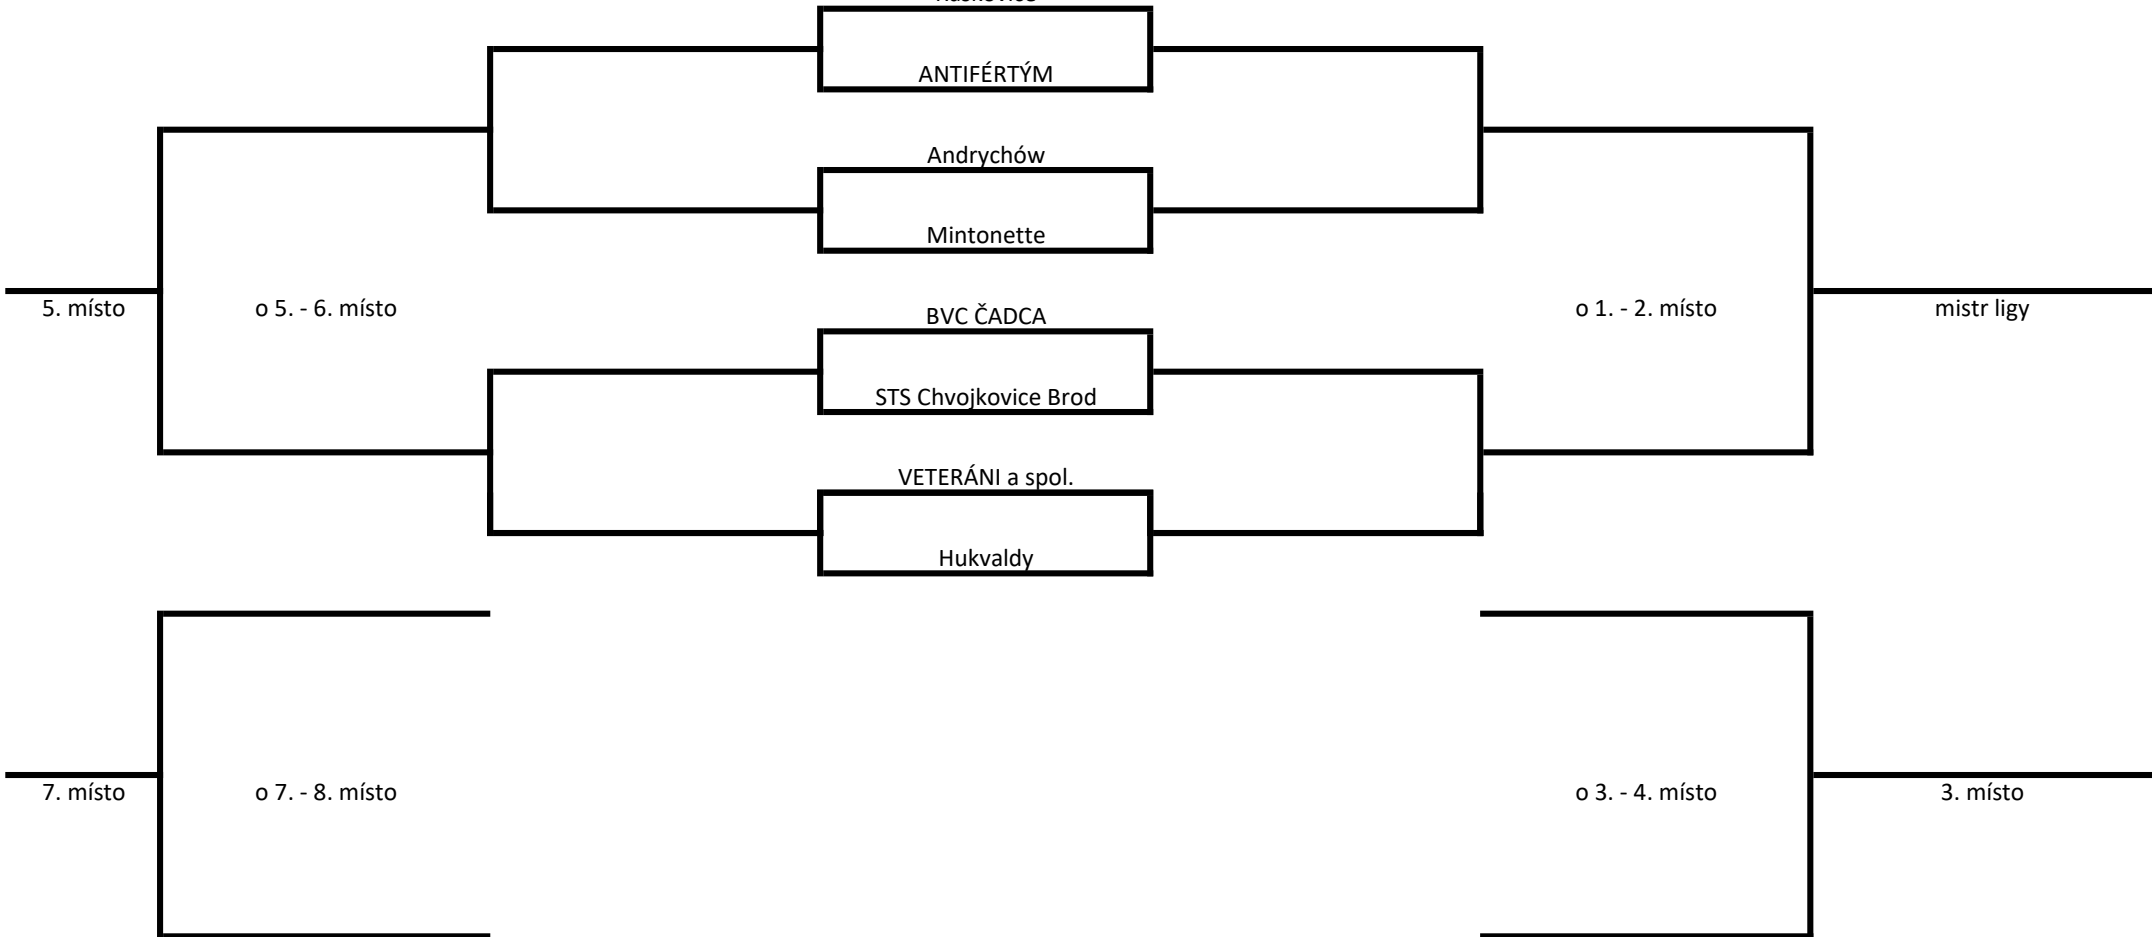 ANTIFÉRTÝM
Andrychów
Mintonette
5. místo
o 5. - 6. místo
BVC ČADCA
o 1. - 2. místo
mistr ligy
STS Chvojkovice Brod
VETERÁNI a spol.
Hukvaldy
7. místo
o 7. - 8. místo
o 3. - 4. místo
3. místo